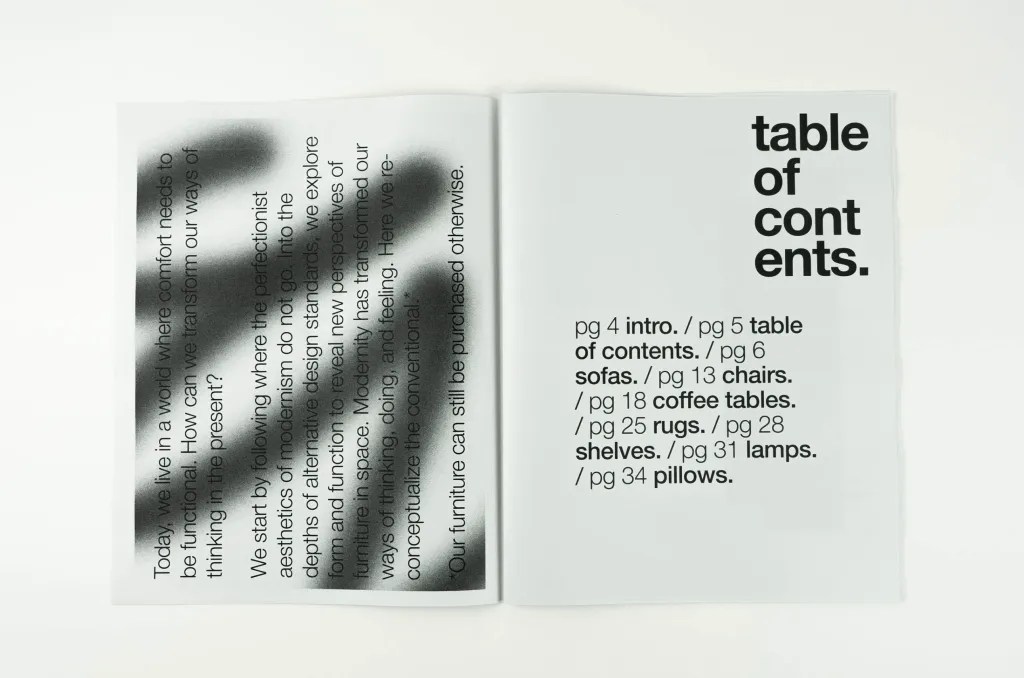 Today, we live in a world where comfort needs to
be functional. How can we transform our ways of
thinking in the present?
We start by following where the perfectionist
aesthetics of modernism do not go. Into the
depths of alternative design standards, we explore
form and function to reveal new perspectives of
furniture in space. Modernity has transformed our
ways of thinking, doing, and feeling. Here we re-
conceptualize the conventional.*
*Our furniture can still be purchased otherwise.
table
of
cont
ents.
pg 4 intro. / pg 5 table
of contents. / pg 6
sofas. / pg 13 chairs.
/ pg 18 coffee tables.
/ pg 25 rugs. / pg 28
shelves. / pg 31 lamps.
/ pg 34 pillows.